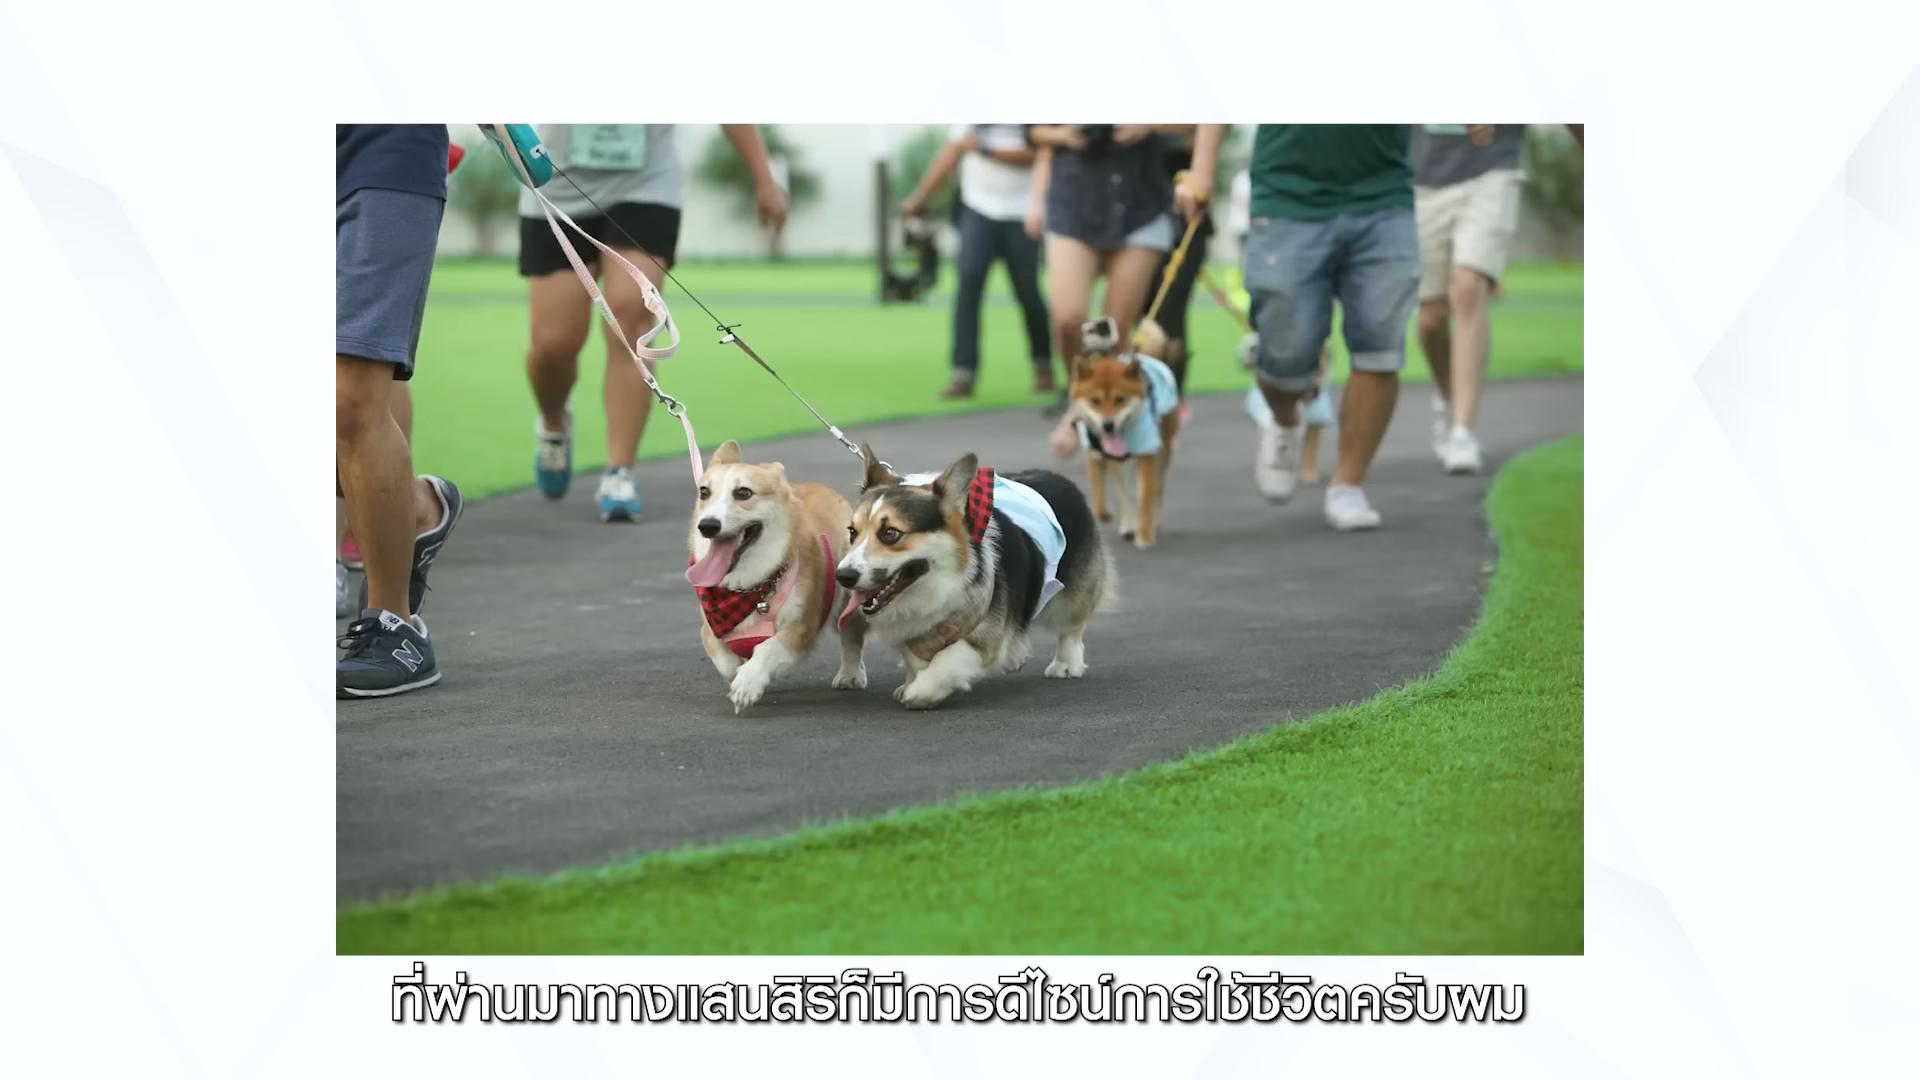 N
ที่ผ่านมาทางแสนสิริก็มีการดีไซน์การใช้ชีวิตครับผม